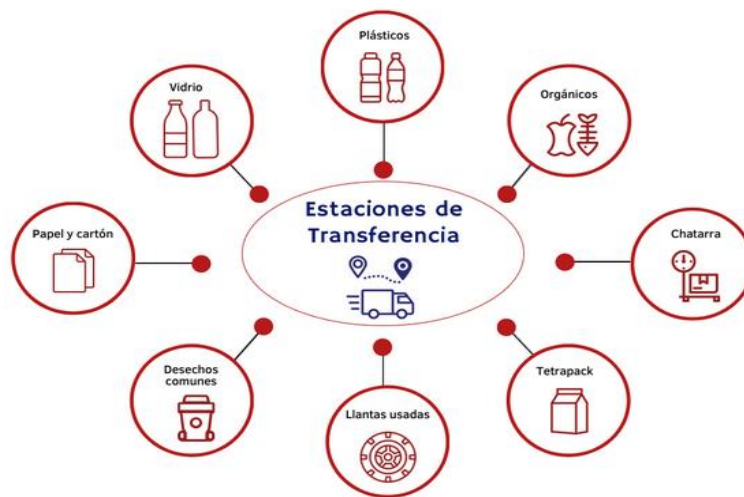 Plásticos
Vidrio
Orgánicos
Estaciones de
Transferencia
Papel y cartón
Chatarra
Desechos
comunes
Tetrapack
Llantas usadas